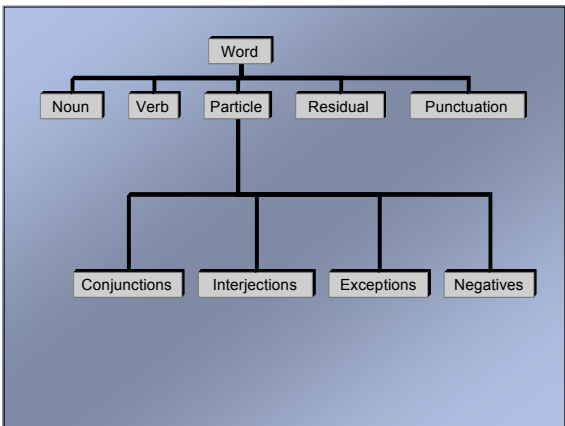 Word
Noun Verb Particle Residual Punctuation
Conjunctions Interjections Exceptions Negatives